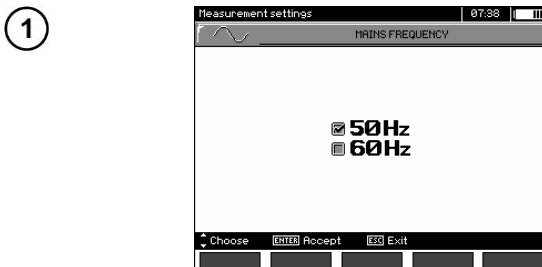 1
Measurement settings 07:38
MAINS FREQUENCY
50Hz
60Hz
Choose ENTER Accept ESC Exit